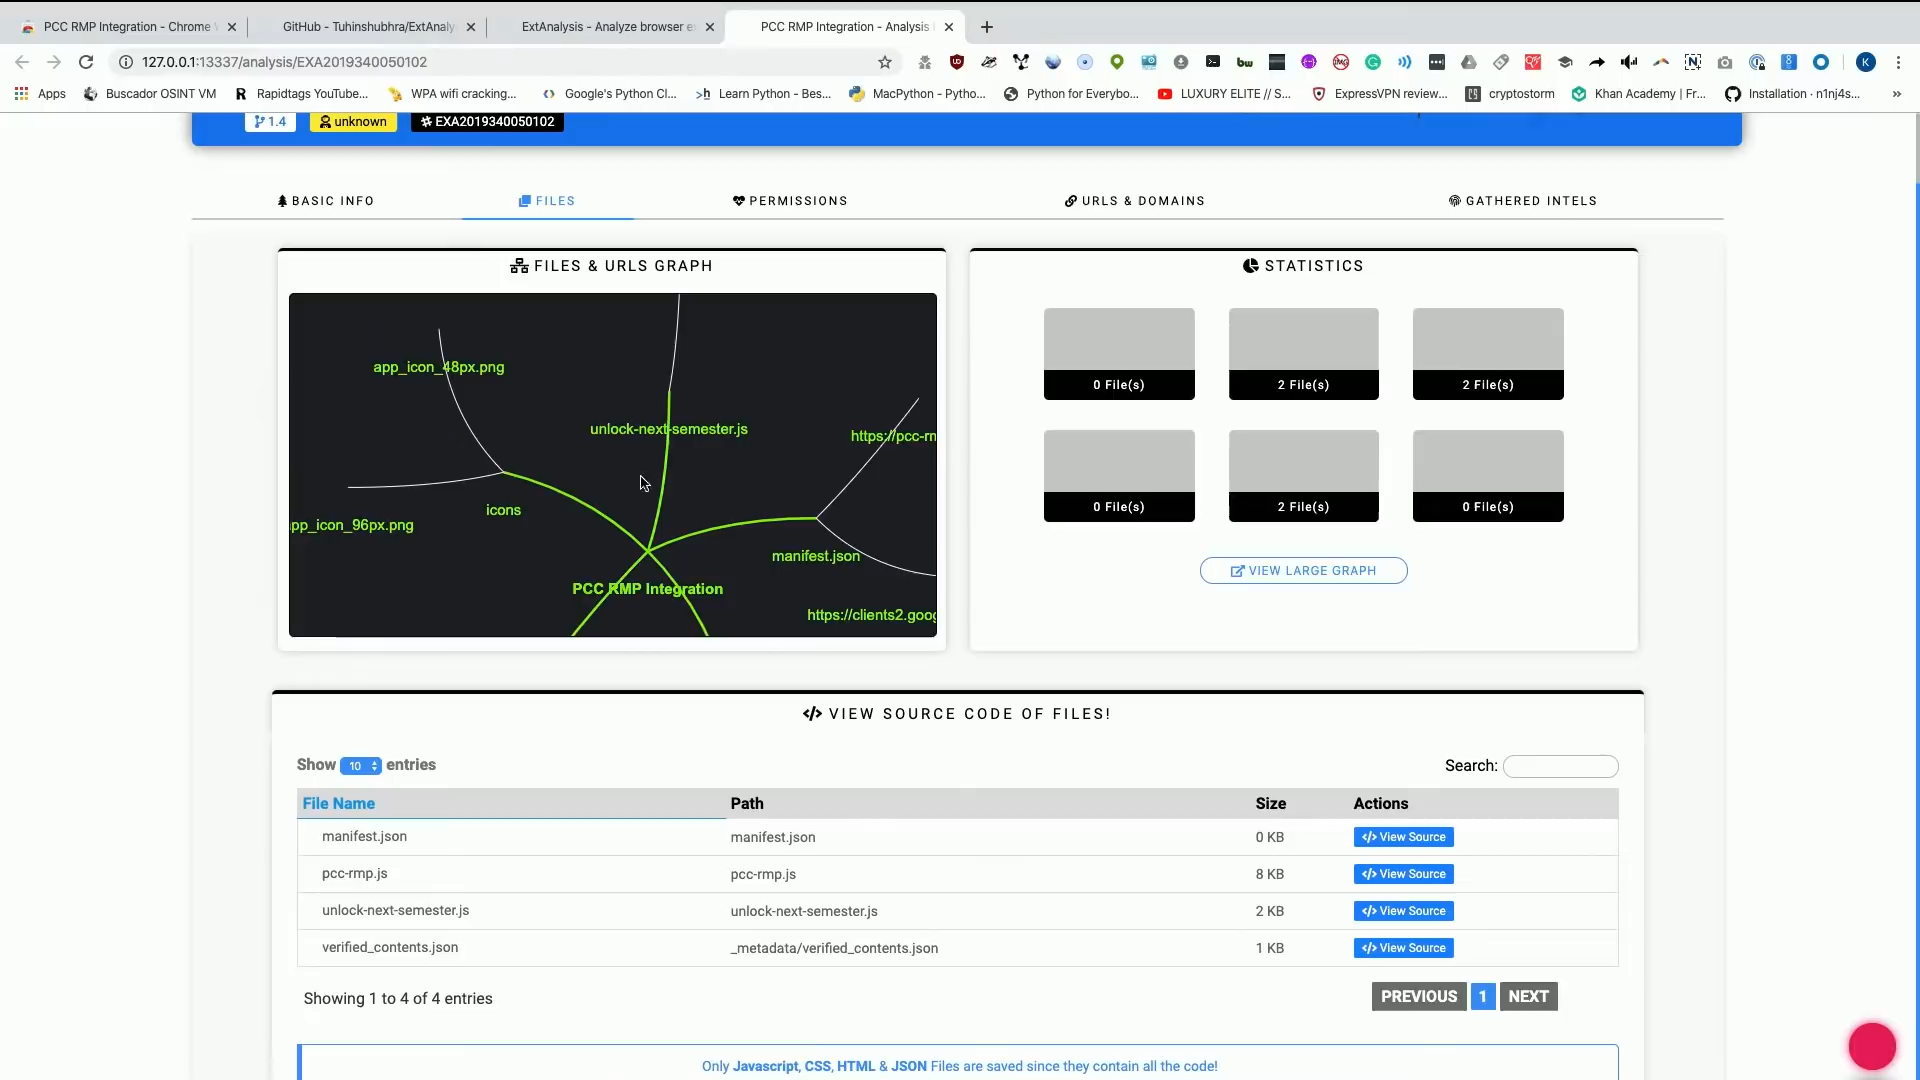 PCC RMP Integration - Chrome
GitHub - Tuhinshubhra/ExtAnaly
ExtAnalysis - Analyze browser e
PCC RMP Integration - Analysis
127.0.0.1:13337/analysis/EXA2019340050102
Apps
Buscador OSINT VM
Rapidtags YouTube...
WPA wifi cracking...
Google's Python Cl...
Learn Python - Bes...
MacPython - Pytho...
Python for Everybo...
LUXURY ELITE // S...
ExpressVPN review...
cryptostorm
Khan Academy | Fr...
Installation · n1nj4s...
1.4
unknown
EXA2019340050102
BASIC INFO
FILES
PERMISSIONS
URLS & DOMAINS
GATHERED INTELS
FILES & URLS GRAPH
app_icon_48px.png
unlock-next-semester.js
https://pcc-rm
icons
pp_icon_96px.png
manifest.json
PCC RMP Integration
https://clients2.goog
STATISTICS
0 File(s)
2 File(s)
2 File(s)
0 File(s)
2 File(s)
0 File(s)
VIEW LARGE GRAPH
</> VIEW SOURCE CODE OF FILES!
Show 10 entries
Search:
File Name Path Size Actions
manifest.json manifest.json 0 KB </> View Source
pcc-rmp.js pcc-rmp.js 8 KB </> View Source
unlock-next-semester.js unlock-next-semester.js 2 KB </> View Source
verified_contents.json _metadata/verified_contents.json 1 KB </> View Source
Showing 1 to 4 of 4 entries
PREVIOUS 1 NEXT
Only Javascript, CSS, HTML & JSON Files are saved since they contain all the code!